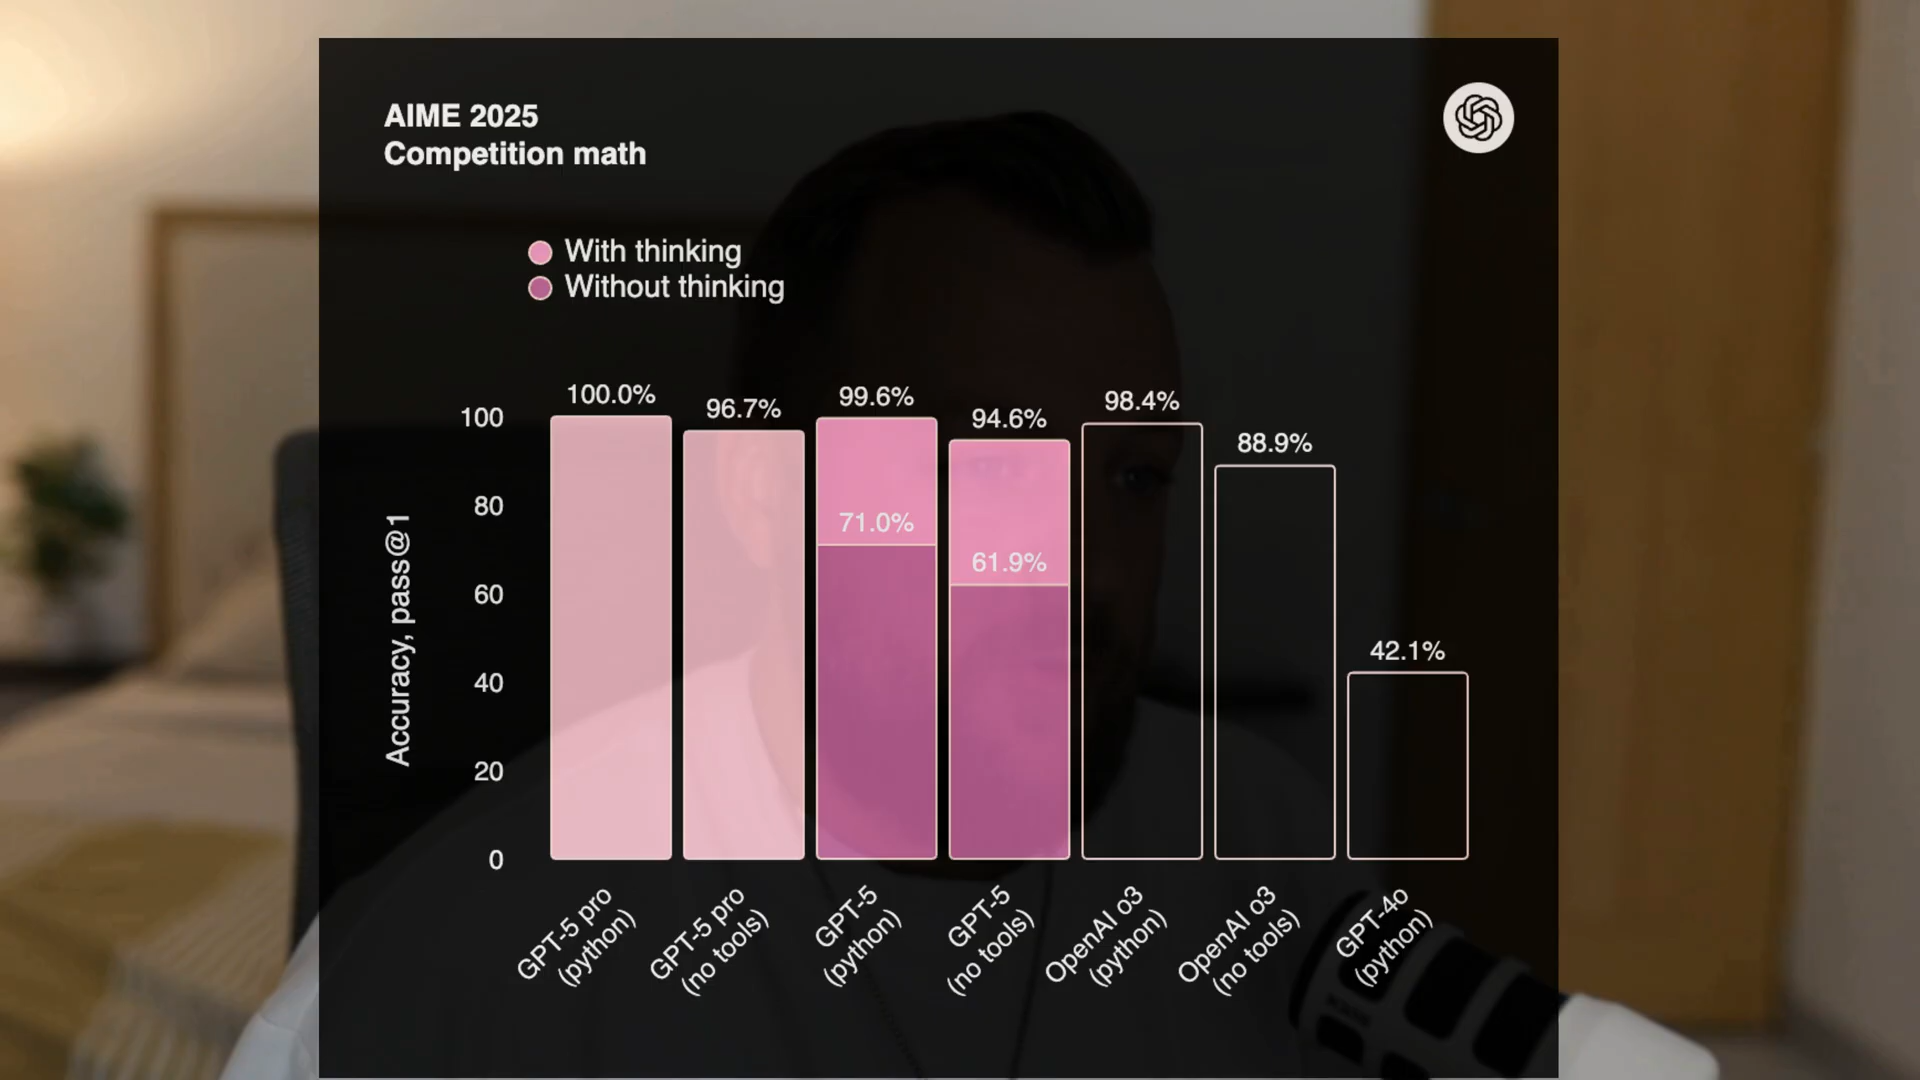 AIME 2025
Competition math
With thinking
Without thinking
Accuracy, pass@1
100
80
60
40
20
0
100.0%
96.7%
99.6%
71.0%
94.6%
61.9%
98.4%
88.9%
42.1%
GPT-5 pro
(python)
GPT-5 pro
(no tools)
GPT-5
(python)
GPT-5
(no tools)
OpenAI o3
(python)
OpenAI o3
(no tools)
GPT-4o
(python)